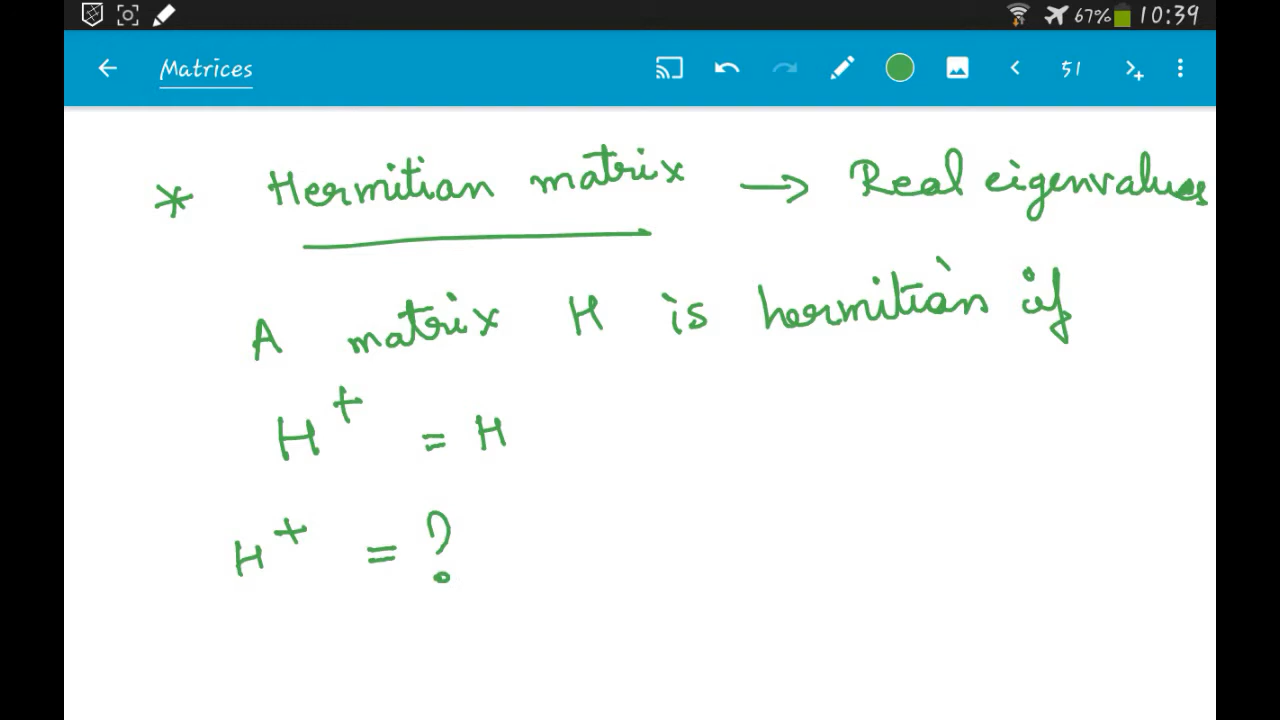 67% 10:39
Matrices 51
* Hermitian matrix → Real eigenvalues
A matrix H is hermitian if
H⁺ = H
H⁺ = ?